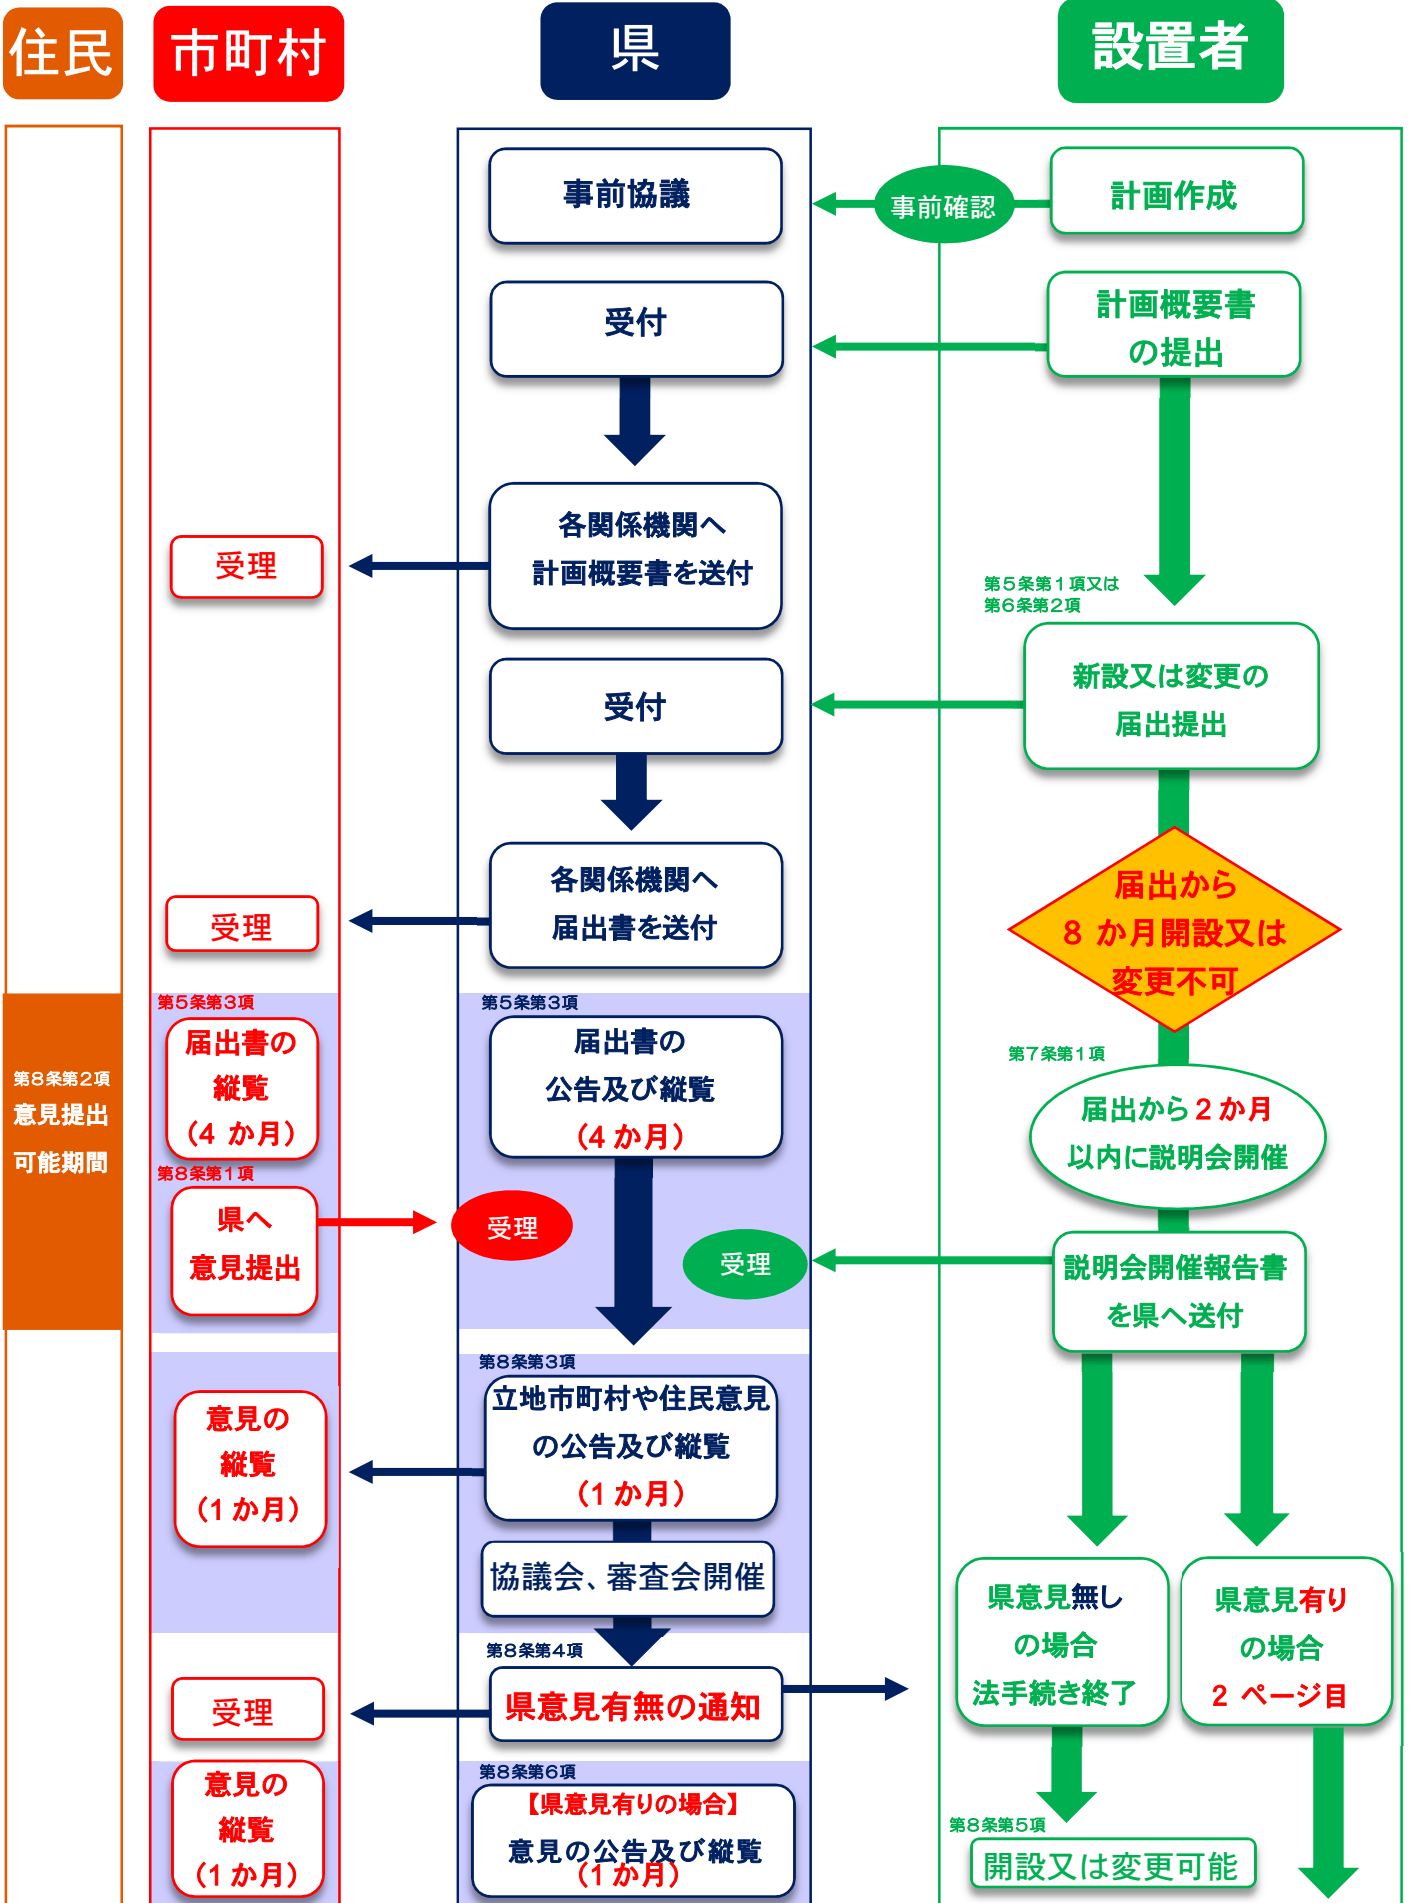 住民
市町村
県
設置者
事前協議
事前確認
計画作成
受付
計画概要書
の提出
各関係機関へ
計画概要書を送付
受理
第5条第1項又は
第6条第2項
新設又は変更の
届出提出
受付
各関係機関へ
届出書を送付
受理
届出から
8 か月開設又は
変更不可
第8条第2項
意見提出
可能期間
第5条第3項
届出書の
縦覧
(4 か月)
第5条第3項
届出書の
公告及び縦覧
(4か月)
第7条第1項
届出から2か月
以内に説明会開催
第8条第1項
県へ
意見提出
受理
受理
説明会開催報告書
を県へ送付
第8条第3項
立地市町村や住民意見
の公告及び縦覧
(1か月)
意見の
縦覧
(1か月)
協議会、審査会開催
県意見無し
の場合
法手続き終了
県意見有り
の場合
2 ページ目
第8条第4項
県意見有無の通知
受理
第8条第6項
【県意見有りの場合】
意見の公告及び縦覧
(1か月)
意見の
縦覧
(1か月)
第8条第5項
開設又は変更可能